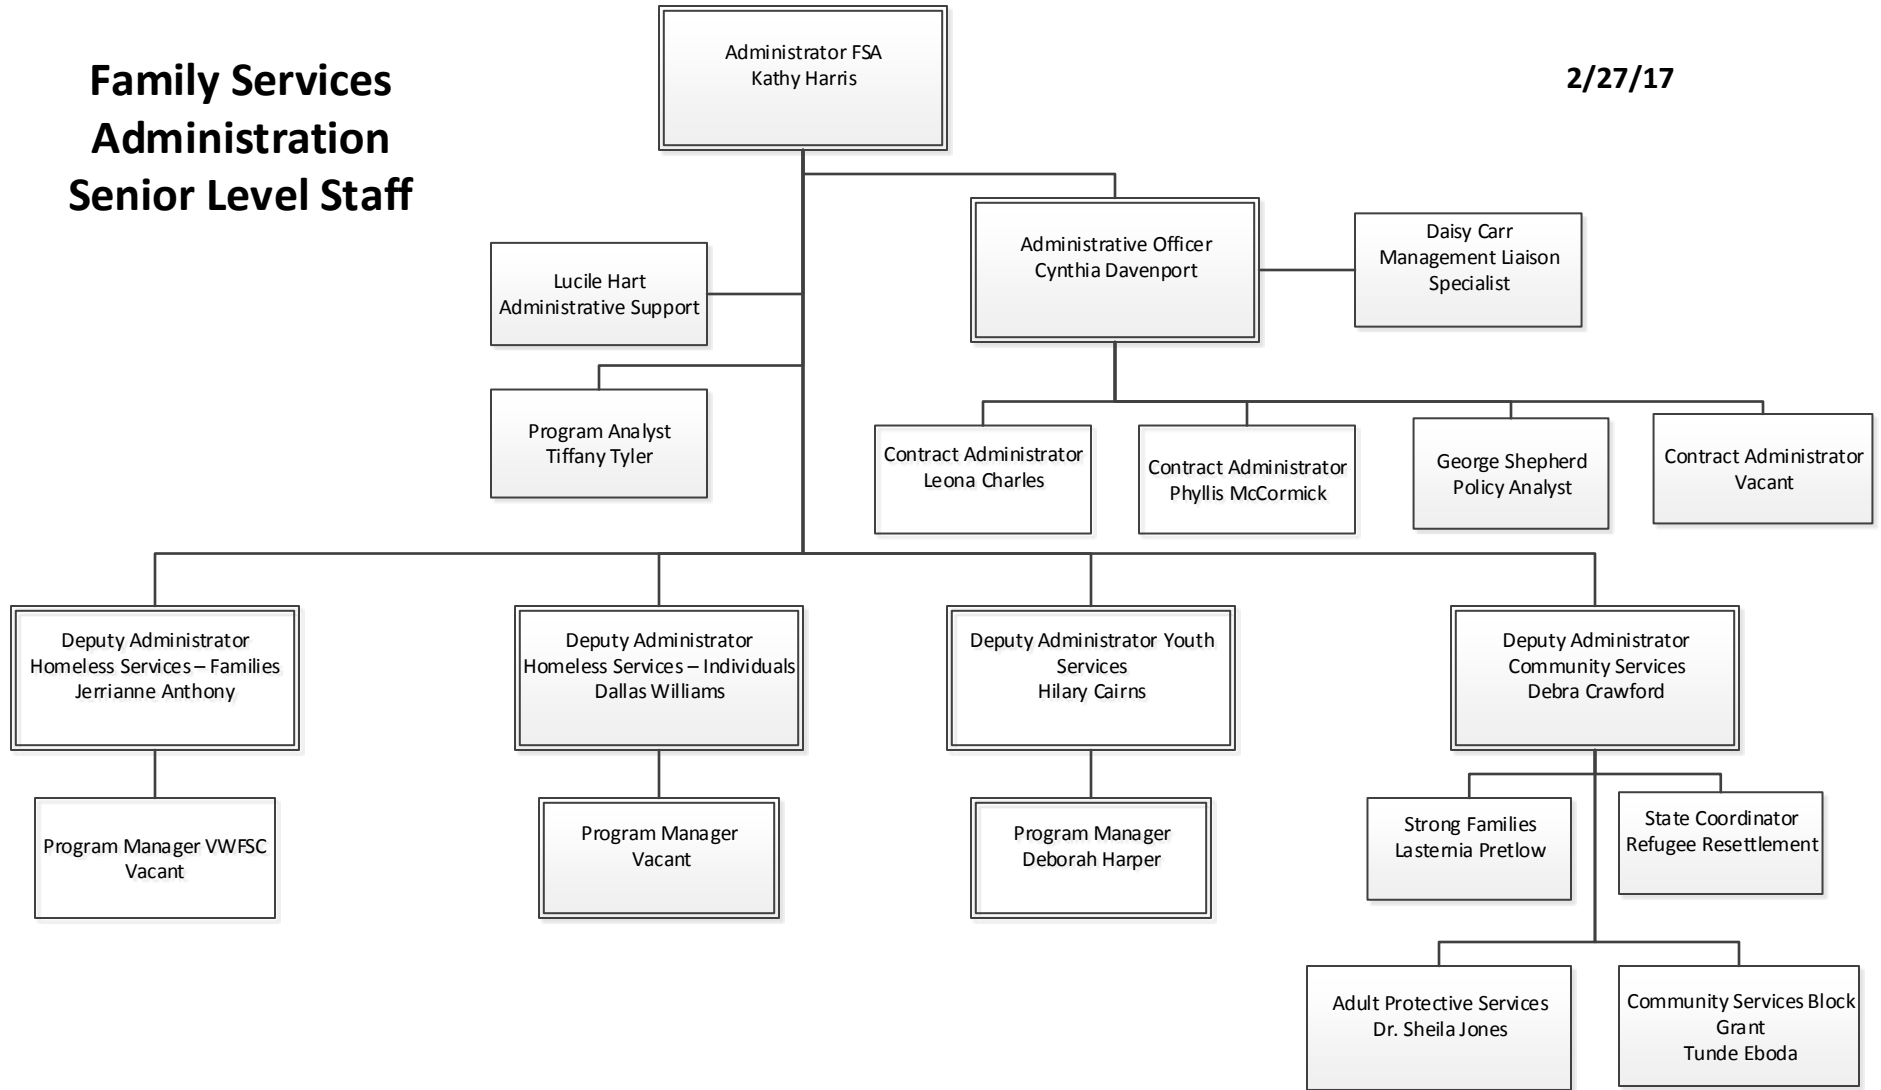 Family Services
Administration
Senior Level Staff
2/27/17
Administrator FSA
Kathy Harris
Administrative Officer
Cynthia Davenport
Daisy Carr
Management Liaison
Specialist
Lucile Hart
Administrative Support
Program Analyst
Tiffany Tyler
Contract Administrator
Leona Charles
Contract Administrator
Phyllis McCormick
George Shepherd
Policy Analyst
Contract Administrator
Vacant
Deputy Administrator
Homeless Services – Families
Jerrianne Anthony
Deputy Administrator
Homeless Services – Individuals
Dallas Williams
Deputy Administrator Youth
Services
Hilary Cairns
Deputy Administrator
Community Services
Debra Crawford
Program Manager VWFSC
Vacant
Program Manager
Vacant
Program Manager
Deborah Harper
Strong Families
Lasternia Pretlow
State Coordinator
Refugee Resettlement
Adult Protective Services
Dr. Sheila Jones
Community Services Block
Grant
Tunde Eboda